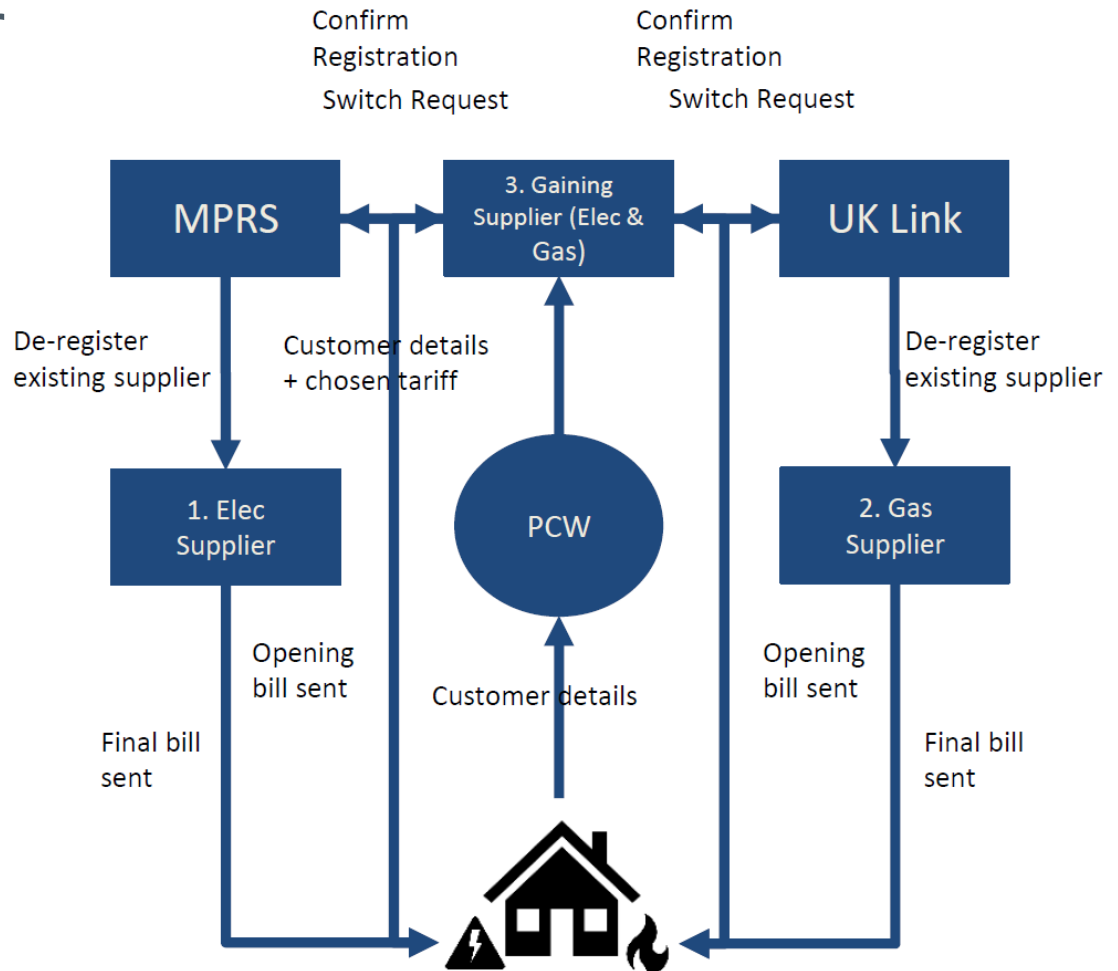 Confirm
Registration
Switch Request
Confirm
Registration
Switch Request
MPRS
3. Gaining
Supplier (Elec &
Gas)
UK Link
De-register
existing supplier
Customer details
+ chosen tariff
De-register
existing supplier
1. Elec
Supplier
PCW
2. Gas
Supplier
Opening
bill sent
Customer details
Opening
bill sent
Final bill
sent
Final bill
sent